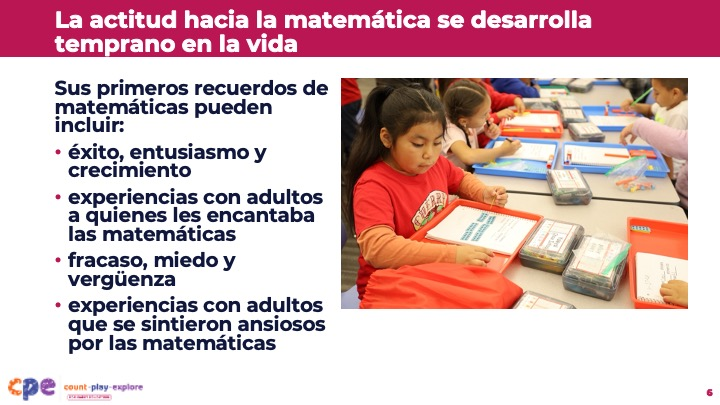 La actitud hacia la matemática se desarrolla
temprano en la vida
Sus primeros recuerdos de
matemáticas pueden
incluir:
• éxito, entusiasmo y
crecimiento
• experiencias con adultos
a quienes les encantaba
las matemáticas
• fracaso, miedo y
vergüenza
• experiencias con adultos
que se sintieron ansiosos
por las matemáticas
cpe count·play·explore
6